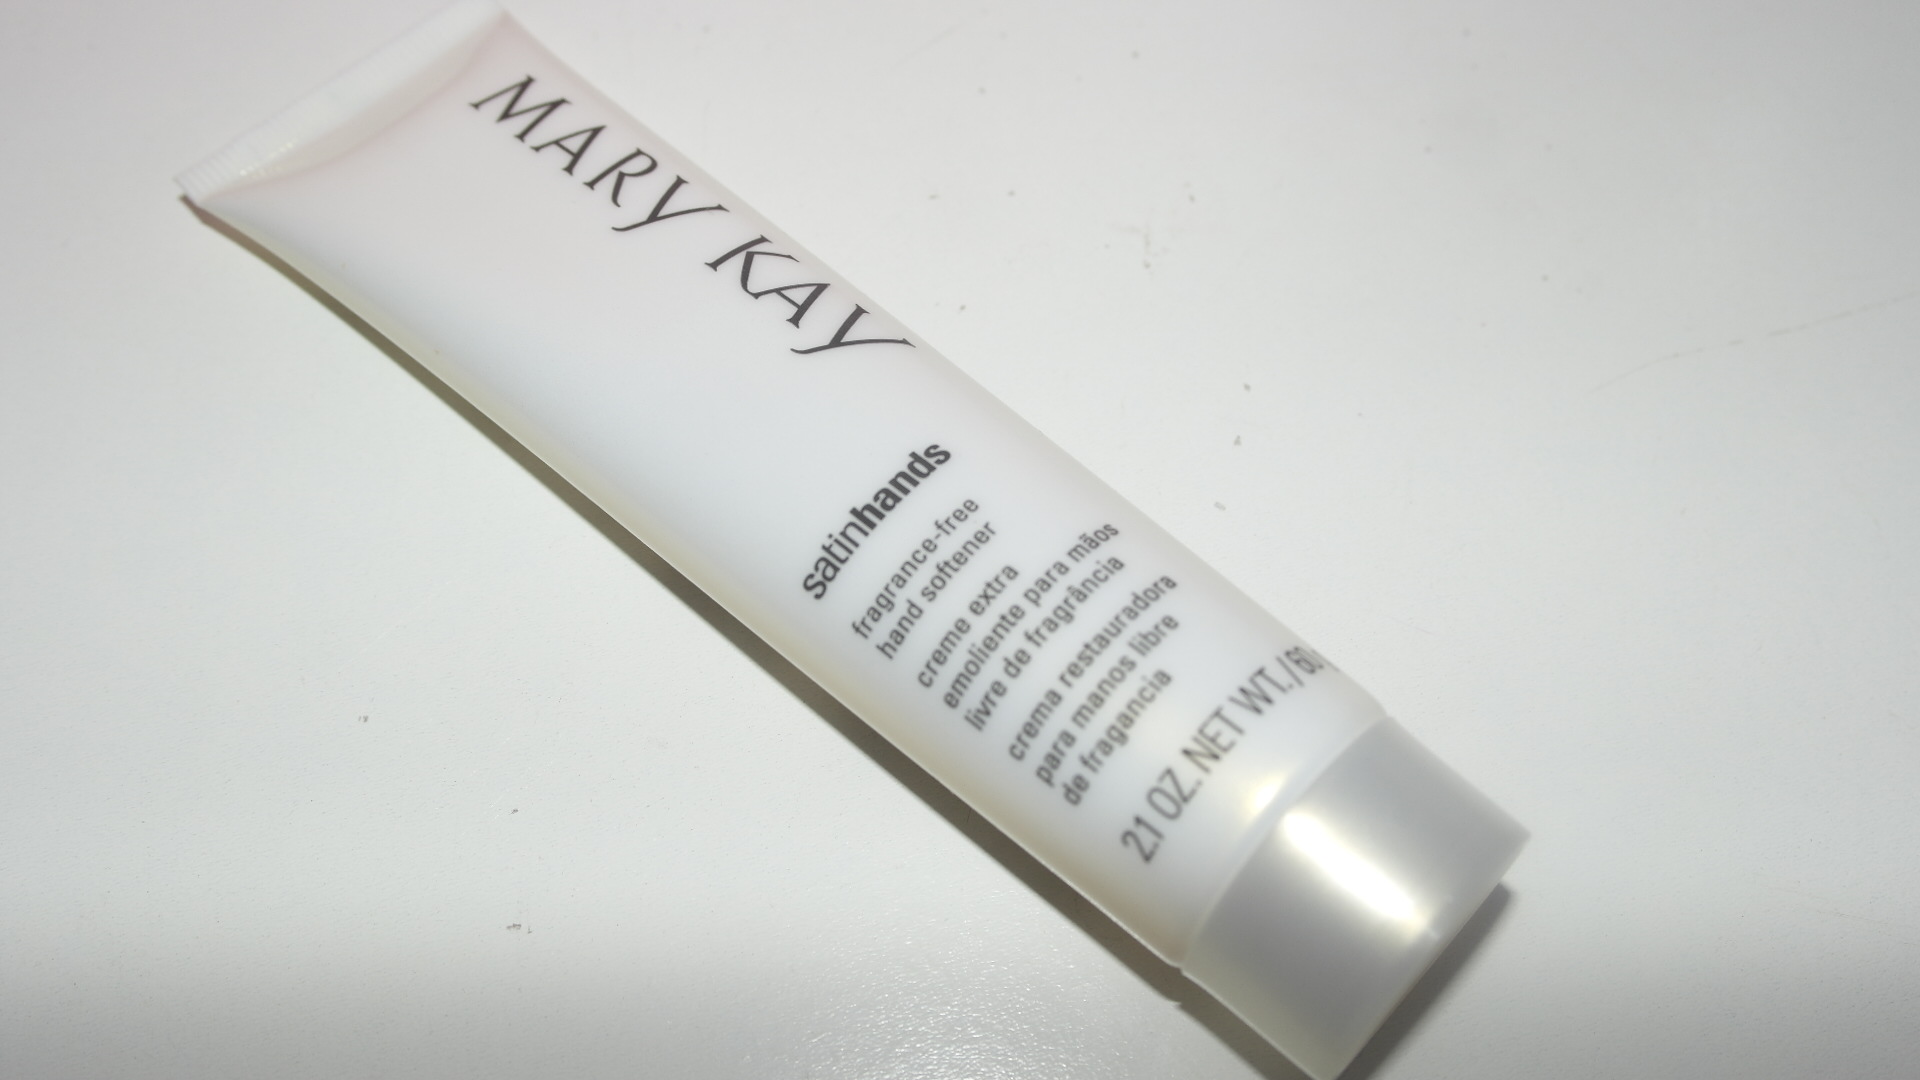 MARY KAY
satinhands
fragrance-free
hand softener
creme extra
emoliente para mãos
livre de fragrância
crema restauradora
para manos libre
de fragancia
2.1 OZ. NET WT. / 60